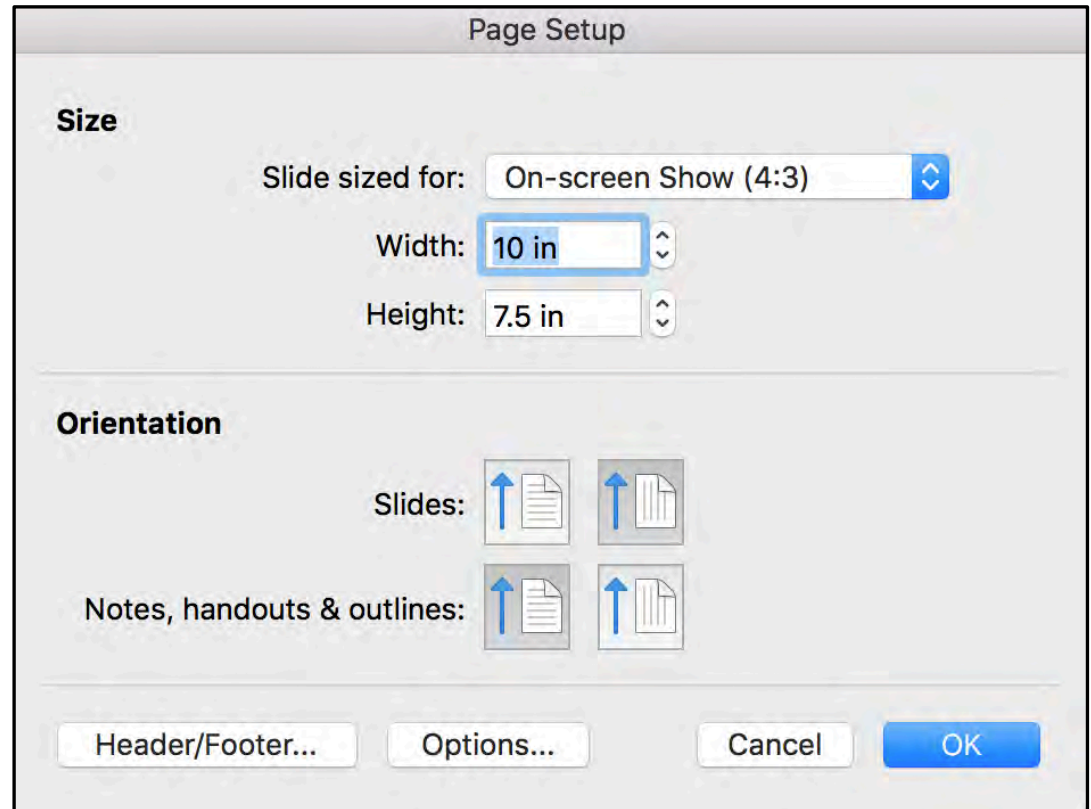 Page Setup
Size
Slide sized for: On-screen Show (4:3)
Width: 10 in
Height: 7.5 in
Orientation
Slides:
Notes, handouts & outlines:
Header/Footer... Options... Cancel OK